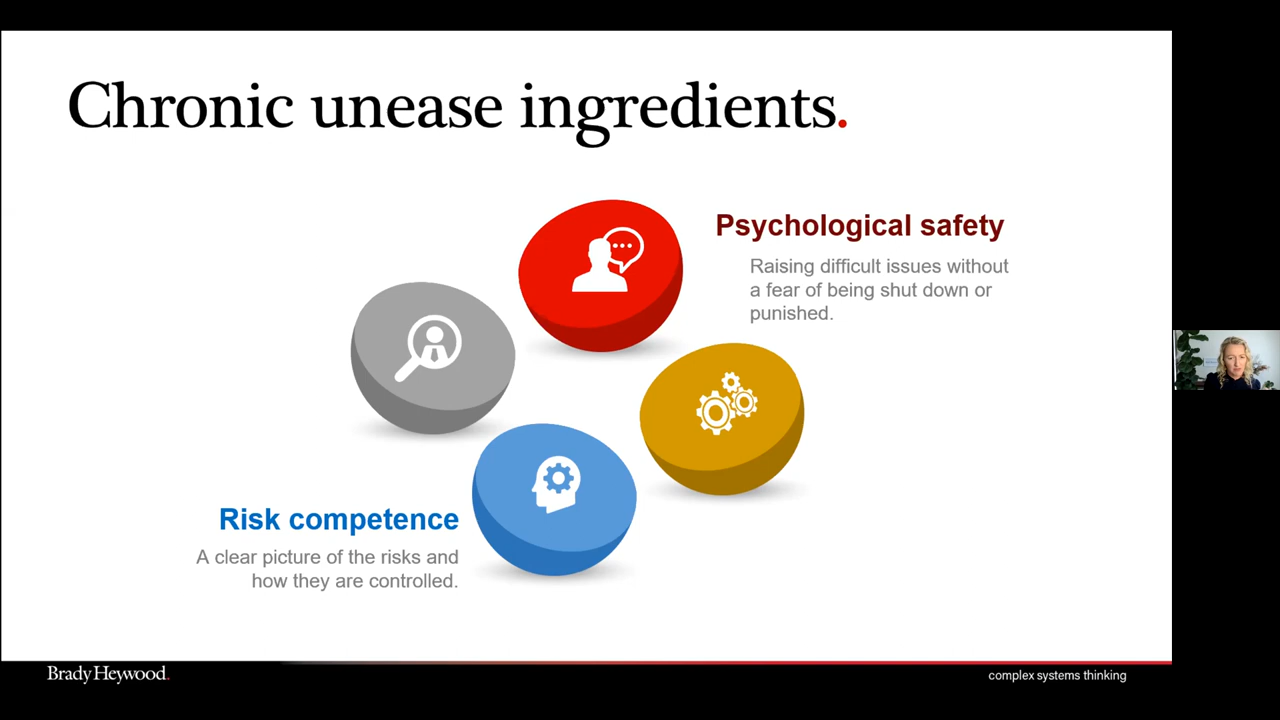 Chronic unease ingredients.
Psychological safety
Raising difficult issues without
a fear of being shut down or
punished.
Risk competence
A clear picture of the risks and
how they are controlled.
Brady Heywood.
complex systems thinking